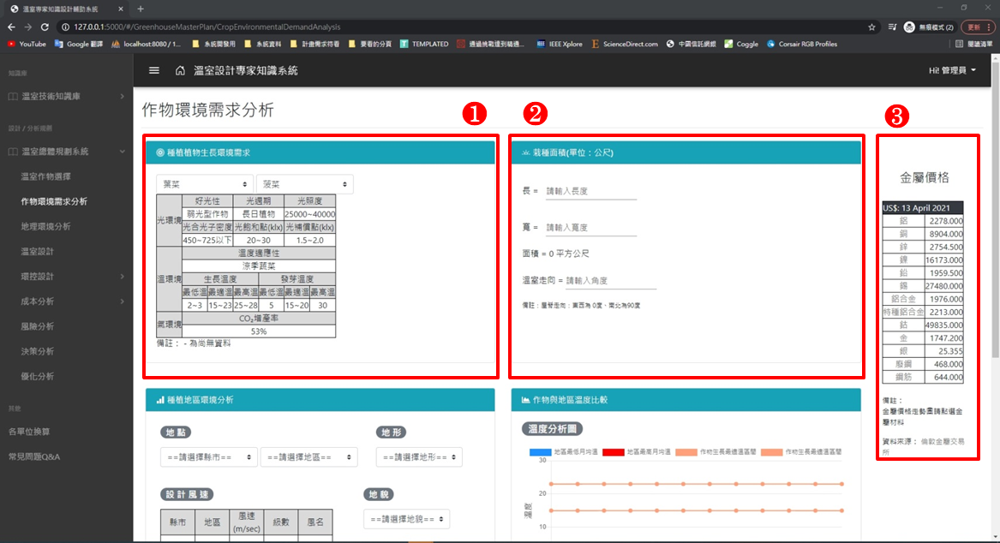 溫室專家知識設計輔助系統
127.0.0.1:5000/#/GreenhouseMasterPlan/CropEnvironmentalDemandAnalysis
無痕模式 (2)
更新
YouTube
Google 翻譯
localhost:8080 / 1...
系統開發用
系統資料
計畫需求待看
要看的分頁
TEMPLATED
通過挑戰達到精通...
IEEE Xplore
ScienceDirect.com
中國信託網銀
Coggle
Corsair RGB Profiles
閱讀清單
知識庫
溫室技術知識庫
設計 / 分析規劃
溫室總體規劃系統
溫室作物選擇
作物環境需求分析
地理環境分析
溫室設計
環控設計
成本分析
風險分析
決策分析
優化分析
其他
各單位換算
常見問題Q&A
溫室設計專家知識系統
Hi! 管理員
作物環境需求分析
1
2
3
種植植物生長環境需求
葉菜
菠菜
光環境
好光性 光週期 光照度
弱光型作物 長日植物 25000~40000
光合光子密度 光飽和點(klx) 光補償點(klx)
450~725以下 20~30 1.5~2.0
溫環境
溫度適應性
涼季蔬菜
生長溫度 發芽溫度
最低溫 最適溫 最高溫 最低溫 最適溫 最高溫
2~3 15~23 25~28 5 15~20 30
氣環境
CO₂增產率
53%
備註： - 為尚無資料
栽種面積(單位：公尺)
長 = 請輸入長度
寬 = 請輸入寬度
面積 = 0 平方公尺
溫室走向 = 請輸入角度
備註：屋脊走向：東西為 0度、南北為90度
金屬價格
US$: 13 April 2021
鋁 2278.000
銅 8904.000
鋅 2754.500
鎳 16173.000
鉛 1959.500
錫 27480.000
鋁合金 1976.000
特種鋁合金 2213.000
鈷 49835.000
金 1747.200
銀 25.355
廢鋼 468.000
鋼筋 644.000
備註：
金屬價格走勢圖請點選金
屬材料
資料來源： 倫敦金屬交易
所
種植地區環境分析
地點
地形
==請選擇縣市==
==請選擇地區==
==請選擇地形==
設計風速
地貌
縣市 地區 風速 (m/sec) 級數 風名
==請選擇地貌==
作物與地區溫度比較
溫度分析圖
地區最低月均溫
地區最高月均溫
作物生長最適溫區間
作物生長最適溫區間
30
20
10
溫度